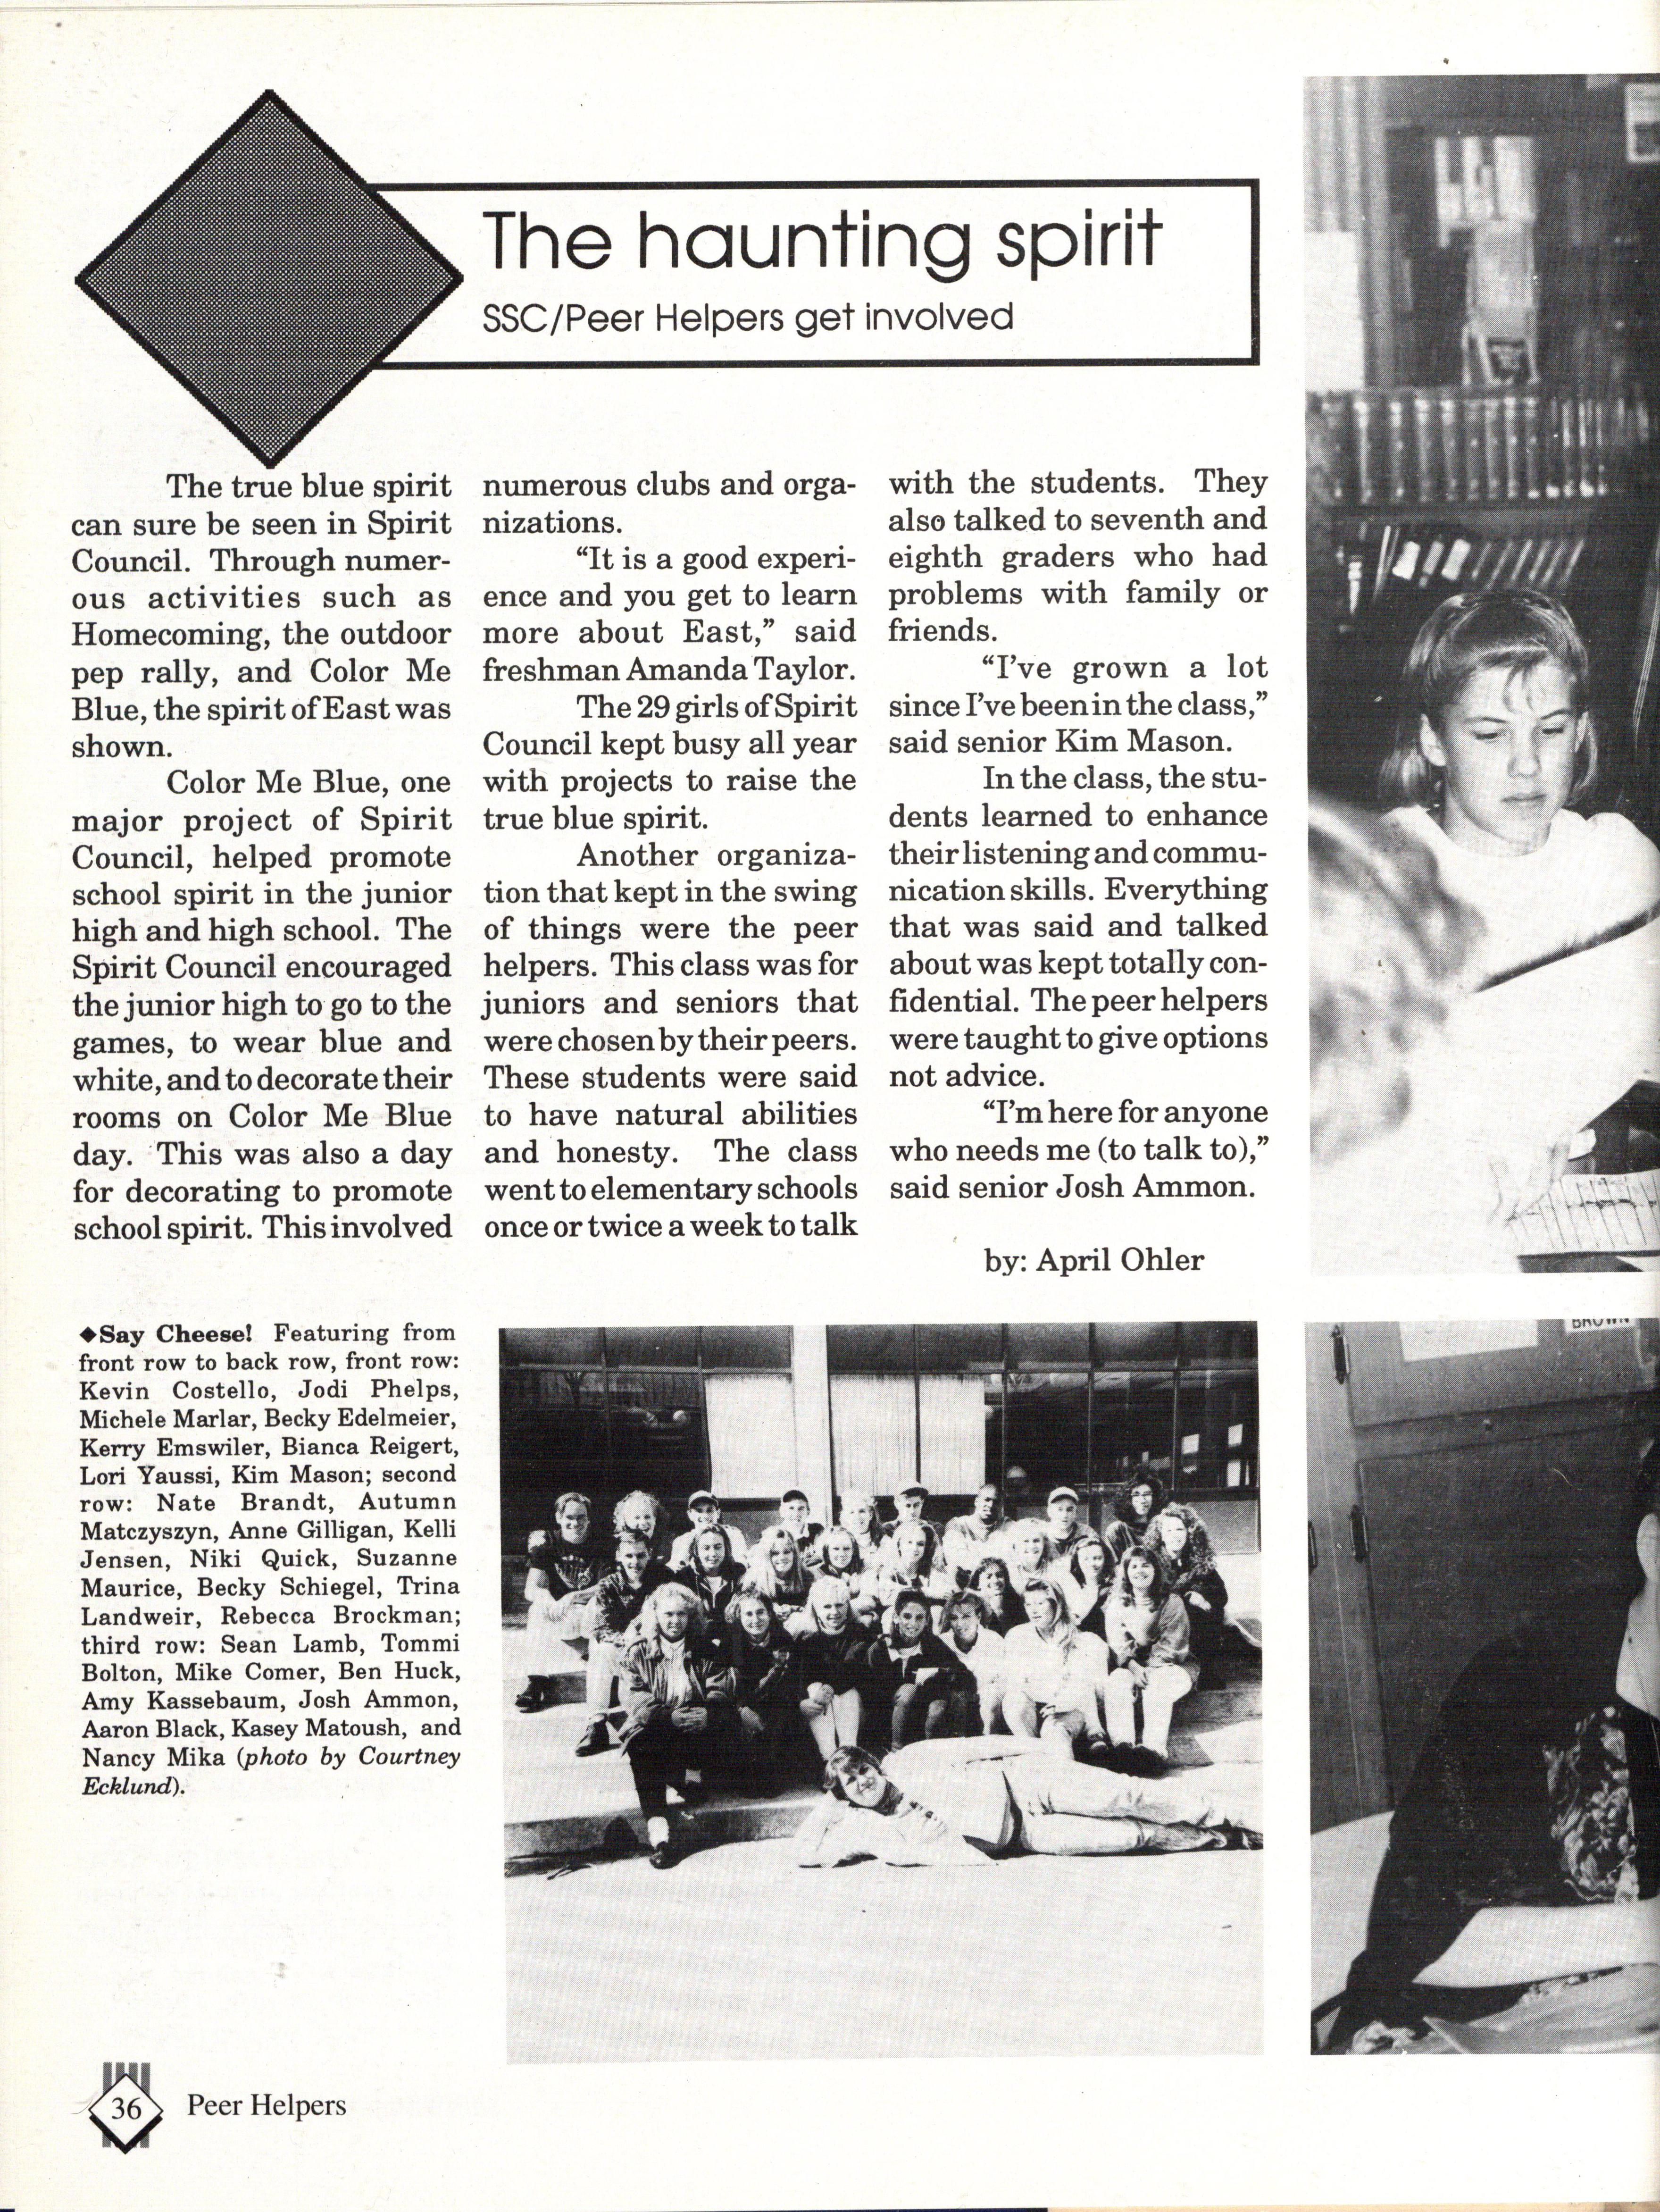 The haunting spirit
SSC/Peer Helpers get involved
The true blue spirit
can sure be seen in Spirit
Council. Through numer-
ous activities such as
Homecoming, the outdoor
pep rally, and Color Me
Blue, the spirit of East was
shown.
Color Me Blue, one
major project of Spirit
Council, helped promote
school spirit in the junior
high and high school. The
Spirit Council encouraged
the junior high to go to the
games, to wear blue and
white, and to decorate their
rooms on Color Me Blue
day. This was also a day
for decorating to promote
school spirit. This involved
numerous clubs and orga-
nizations.
“It is a good experi-
ence and you get to learn
more about East,” said
freshman Amanda Taylor.
The 29 girls of Spirit
Council kept busy all year
with projects to raise the
true blue spirit.
Another organiza-
tion that kept in the swing
of things were the peer
helpers. This class was for
juniors and seniors that
were chosen by their peers.
These students were said
to have natural abilities
and honesty. The class
went to elementary schools
once or twice a week to talk
with the students. They
also talked to seventh and
eighth graders who had
problems with family or
friends.
“I’ve grown a lot
since I’ve been in the class,”
said senior Kim Mason.
In the class, the stu-
dents learned to enhance
their listening and commu-
nication skills. Everything
that was said and talked
about was kept totally con-
fidential. The peer helpers
were taught to give options
not advice.
“I’m here for anyone
who needs me (to talk to),”
said senior Josh Ammon.
by: April Ohler
◆Say Cheese! Featuring from
front row to back row, front row:
Kevin Costello, Jodi Phelps,
Michele Marlar, Becky Edelmeier,
Kerry Emswiler, Bianca Reigert,
Lori Yaussi, Kim Mason; second
row: Nate Brandt, Autumn
Matczyszyn, Anne Gilligan, Kelli
Jensen, Niki Quick, Suzanne
Maurice, Becky Schiegel, Trina
Landweir, Rebecca Brockman;
third row: Sean Lamb, Tommi
Bolton, Mike Comer, Ben Huck,
Amy Kassebaum, Josh Ammon,
Aaron Black, Kasey Matoush, and
Nancy Mika (photo by Courtney
Ecklund).
BROWN
36
Peer Helpers